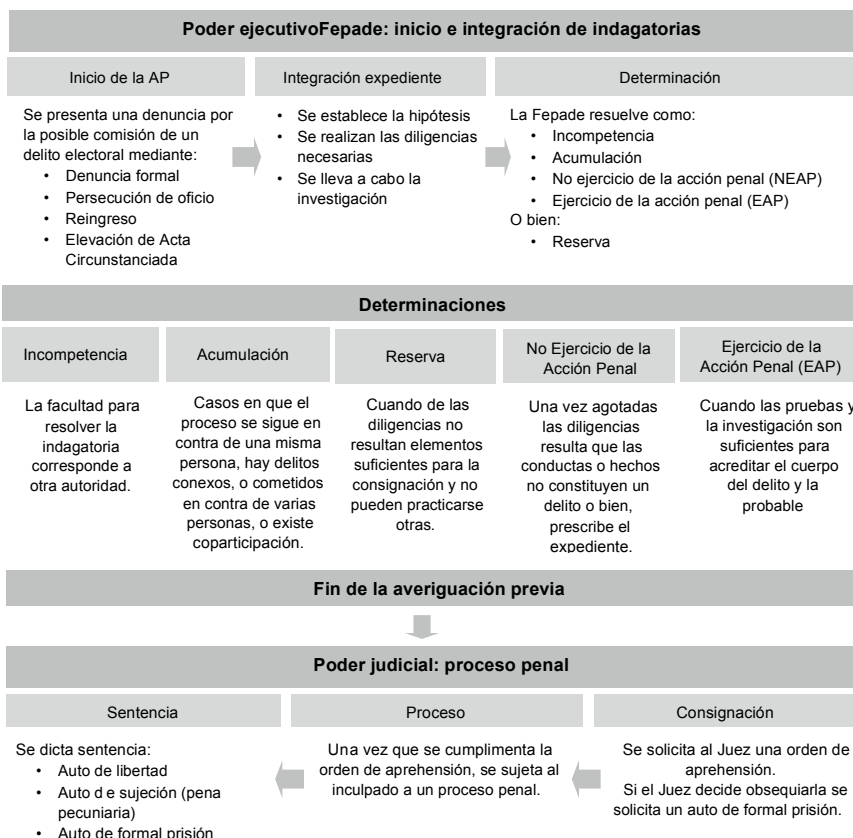 Poder ejecutivoFepade: inicio e integración de indagatorias
Inicio de la AP
Se presenta una denuncia por
la posible comisión de un
delito electoral mediante:
• Denuncia formal
• Persecución de oficio
• Reingreso
• Elevación de Acta
Circunstanciada
Integración expediente
• Se establece la hipótesis
• Se realizan las diligencias
necesarias
• Se lleva a cabo la
investigación
Determinación
La Fepade resuelve como:
• Incompetencia
• Acumulación
• No ejercicio de la acción penal (NEAP)
• Ejercicio de la acción penal (EAP)
O bien:
• Reserva
Determinaciones
Incompetencia
La facultad para
resolver la
indagatoria
corresponde a
otra autoridad.
Acumulación
Casos en que el
proceso se sigue en
contra de una misma
persona, hay delitos
conexos, o cometidos
en contra de varias
personas, o existe
coparticipación.
Reserva
Cuando de las
diligencias no
resultan elementos
suficientes para la
consignación y no
pueden practicarse
otras.
No Ejercicio de la
Acción Penal
Una vez agotadas
las diligencias
resulta que las
conductas o hechos
no constituyen un
delito o bien,
prescribe el
expediente.
Ejercicio de la
Acción Penal (EAP)
Cuando las pruebas y
la investigación son
suficientes para
acreditar el cuerpo
del delito y la
probable
Fin de la averiguación previa
Poder judicial: proceso penal
Sentencia
Se dicta sentencia:
• Auto de libertad
• Auto d e sujeción (pena
pecuniaria)
• Auto de formal prisión
Proceso
Una vez que se cumplimenta la
orden de aprehensión, se sujeta al
inculpado a un proceso penal.
Consignación
Se solicita al Juez una orden de
aprehensión.
Si el Juez decide obsequiarla se
solicita un auto de formal prisión.